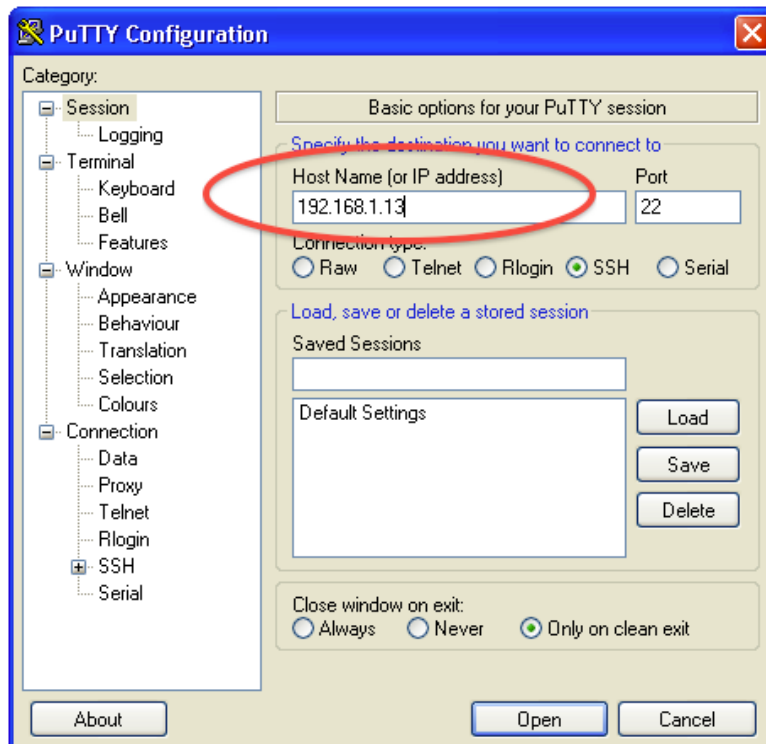 PuTTY Configuration
Category:
Session
Logging
Terminal
Keyboard
Bell
Features
Window
Appearance
Behaviour
Translation
Selection
Colours
Connection
Data
Proxy
Telnet
Rlogin
SSH
Serial
Basic options for your PuTTY session
Specify the destination you want to connect to
Host Name (or IP address) Port
192.168.1.13 22
Connection type:
Raw Telnet Rlogin SSH Serial
Load, save or delete a stored session
Saved Sessions
Default Settings
Load
Save
Delete
Close window on exit:
Always Never Only on clean exit
About Open Cancel